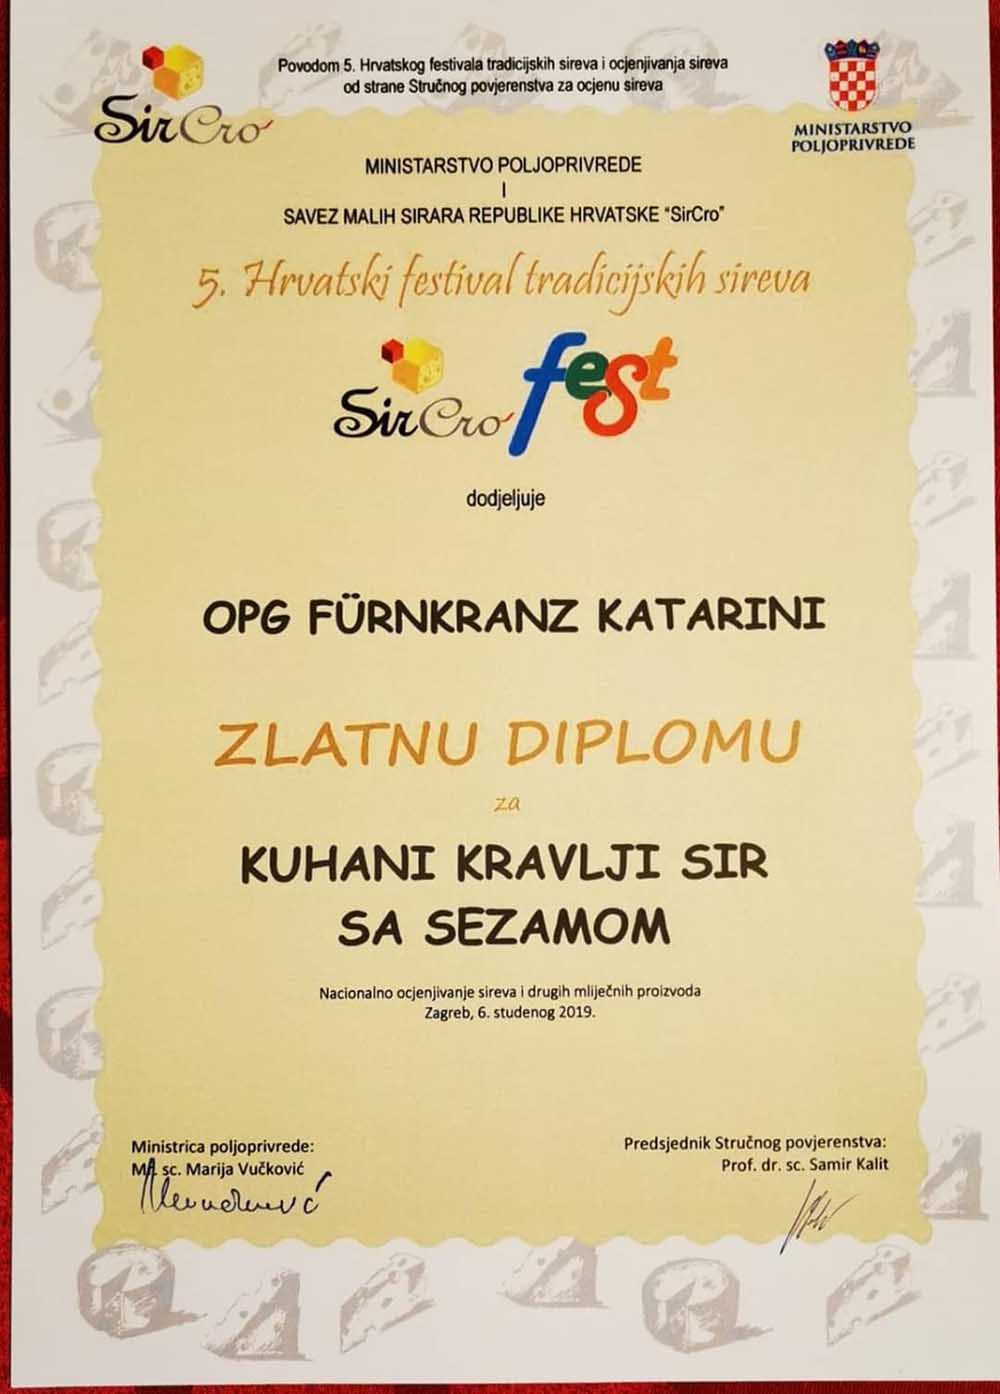 SirCro
Povodom 5. Hrvatskog festivala tradicijskih sireva i ocjenjivanja sireva
od strane Stručnog povjerenstva za ocjenu sireva
MINISTARSTVO
POLJOPRIVREDE
MINISTARSTVO POLJOPRIVREDE
I
SAVEZ MALIH SIRARA REPUBLIKE HRVATSKE "SirCro"
5. Hrvatski festival tradicijskih sireva
SirCro fest
dodjeljuje
OPG FÜRNKRANZ KATARINI
ZLATNU DIPLOMU
za
KUHANI KRAVLJI SIR
SA SEZAMOM
Nacionalno ocjenjivanje sireva i drugih mliječnih proizvoda
Zagreb, 6. studenog 2019.
Ministrica poljoprivrede:
sc. Marija Vučković
Predsjednik Stručnog povjerenstva:
Prof. dr. sc. Samir Kalit